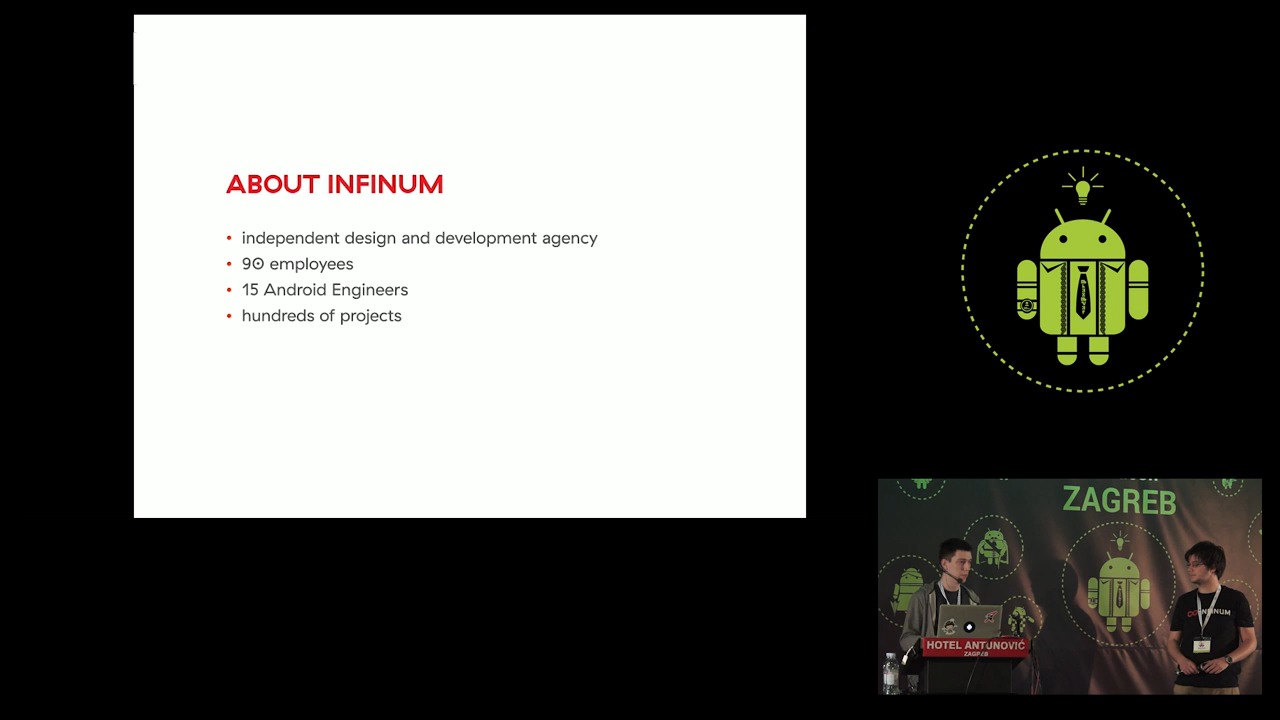 ABOUT INFINUM
• independent design and development agency
• 90 employees
• 15 Android Engineers
• hundreds of projects
ZAGREB
INFINUM
HOTEL ANTUNOVIĆ
ZAGREB